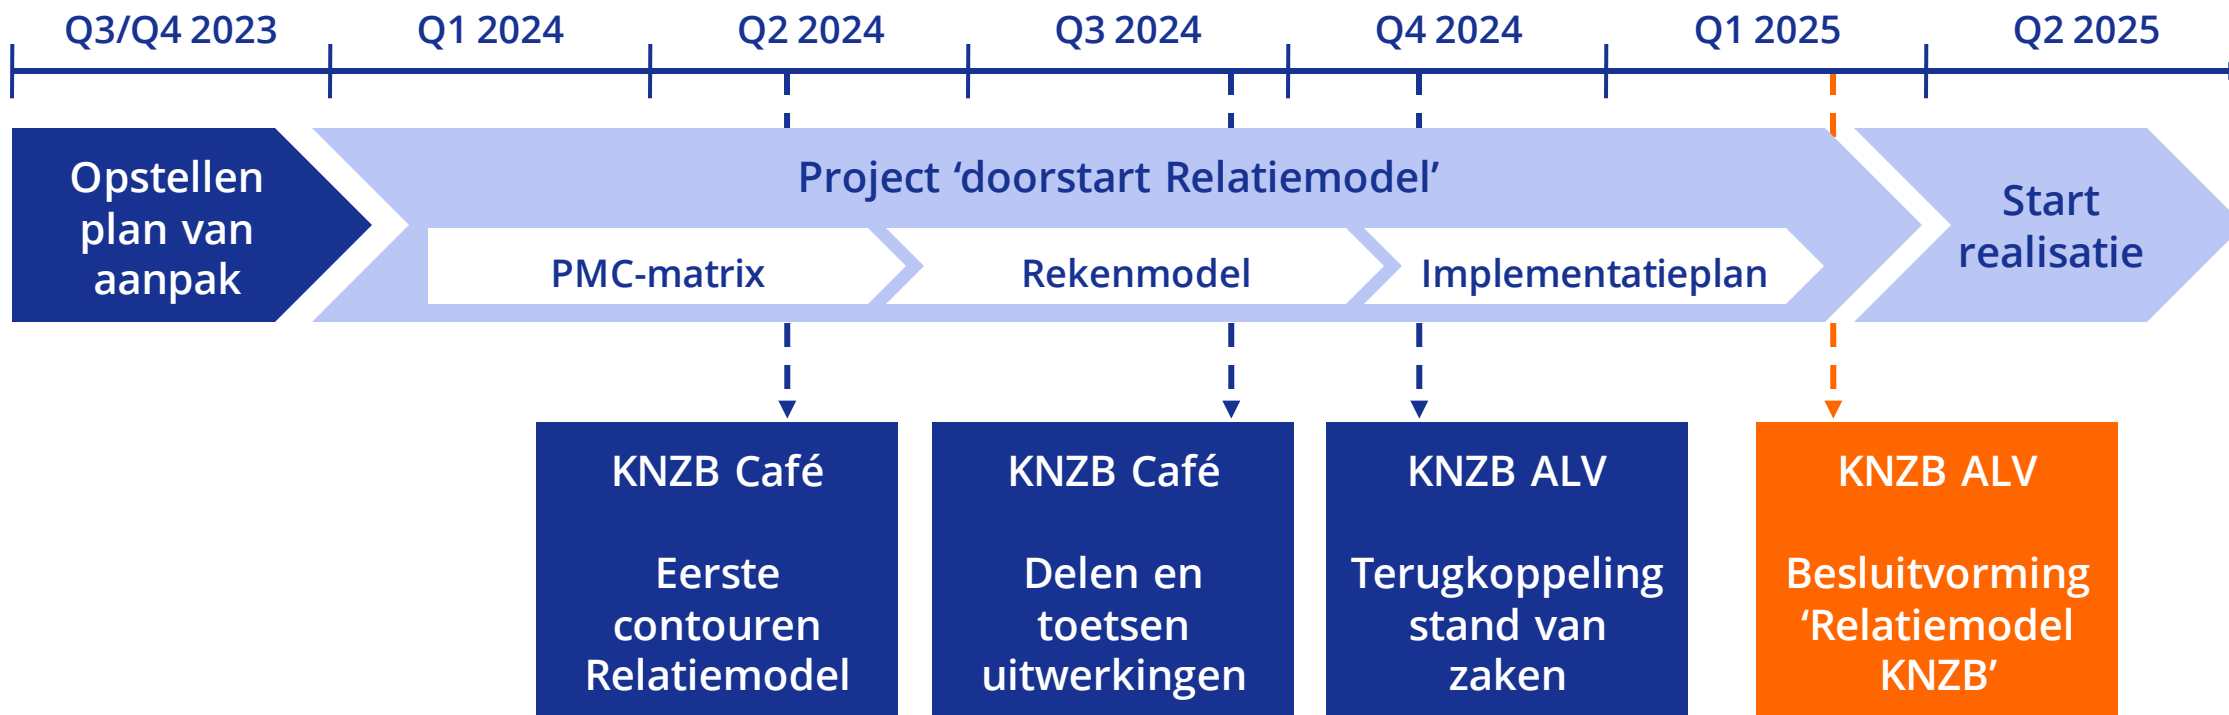 Q3/Q4 2023
Q1 2024
Q2 2024
Q3 2024
Q4 2024
Q1 2025
Q2 2025
Opstellen
plan van
aanpak
Project ‘doorstart Relatiemodel’
PMC-matrix
Rekenmodel
Implementatieplan
Start
realisatie
KNZB Café
Eerste
contouren
Relatiemodel
KNZB Café
Delen en
toetsen
uitwerkingen
KNZB ALV
Terugkoppeling
stand van
zaken
KNZB ALV
Besluitvorming
‘Relatiemodel
KNZB’